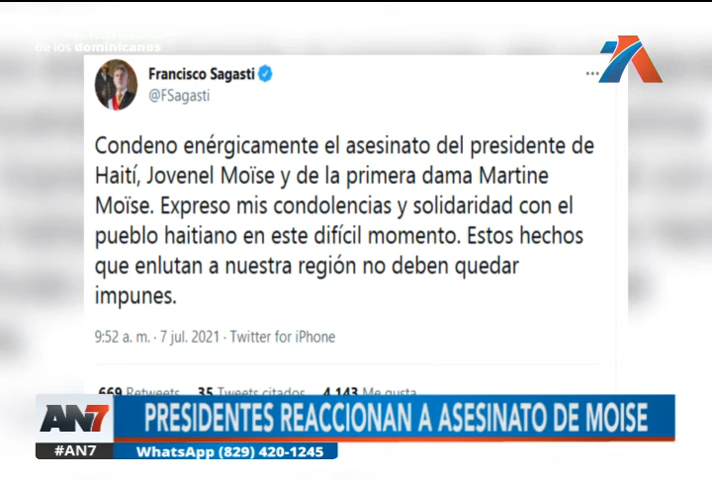 de los dominicanos
Francisco Sagasti
@FSagasti
Condeno enérgicamente el asesinato del presidente de
Haití, Jovenel Moïse y de la primera dama Martine
Moïse. Expreso mis condolencias y solidaridad con el
pueblo haitiano en este difícil momento. Estos hechos
que enlutan a nuestra región no deben quedar
impunes.
9:52 a. m. · 7 jul. 2021 · Twitter for iPhone
669 Retweets 35 Tweets citados 4.143 Me gusta
AN7 PRESIDENTES REACCIONAN A ASESINATO DE MOISE
#AN7 WhatsApp (829) 420-1245